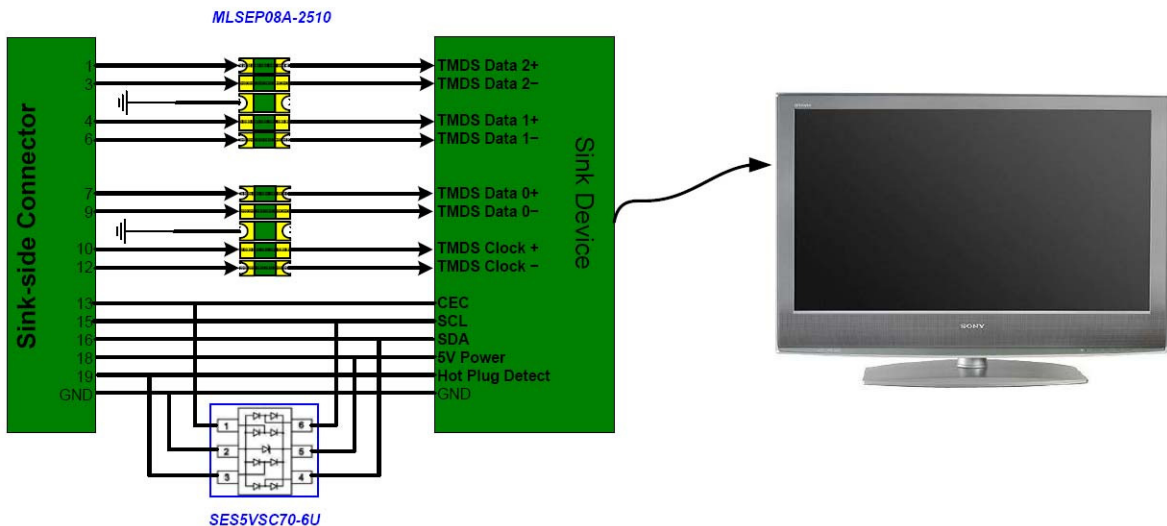 MLSEP08A-2510
Sink-side Connector
1 TMDS Data 2+
3 TMDS Data 2−
4 TMDS Data 1+
6 TMDS Data 1−
7 TMDS Data 0+
9 TMDS Data 0−
10 TMDS Clock +
12 TMDS Clock −
13 CEC
15 SCL
16 SDA
18 5V Power
19 Hot Plug Detect
GND GND
Sink Device
1 6
2 5
3 4
SES5VSC70-6U
SONY